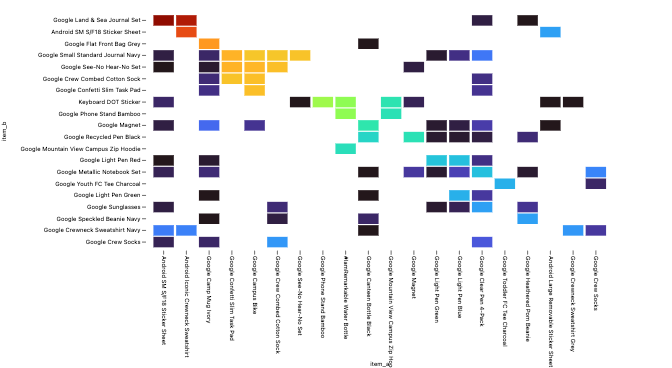 Google Land & Sea Journal Set
Android SM S/F18 Sticker Sheet
Google Flat Front Bag Grey
Google Small Standard Journal Navy
Google See-No Hear-No Set
Google Crew Combed Cotton Sock
Google Confetti Slim Task Pad
Keyboard DOT Sticker
Google Phone Stand Bamboo
Google Magnet
Google Recycled Pen Black
Google Mountain View Campus Zip Hoodie
Google Light Pen Red
Google Metallic Notebook Set
Google Youth FC Tee Charcoal
Google Light Pen Green
Google Sunglasses
Google Speckled Beanie Navy
Google Crewneck Sweatshirt Navy
Google Crew Socks
item_b
Android SM S/F18 Sticker Sheet
Android Iconic Crewneck Sweatshirt
Google Camp Mug Ivory
Google Confetti Slim Task Pad
Google Campus Bike
Google Crew Combed Cotton Sock
Google See-No Hear-No Set
Google Phone Stand Bamboo
#IamRemarkable Water Bottle
Google Canteen Bottle Black
Google Mountain View Campus Zip
Google Magnet
Google Light Pen Green
Google Light Pen Blue
Google Clear Pen 4-Pack
Google Toddler FC Tee Charcoal
Google Heathered Pom Beanie
Android Large Removable Sticker Sheet
Google Crewneck Sweatshirt Grey
Google Crew Socks
item_a